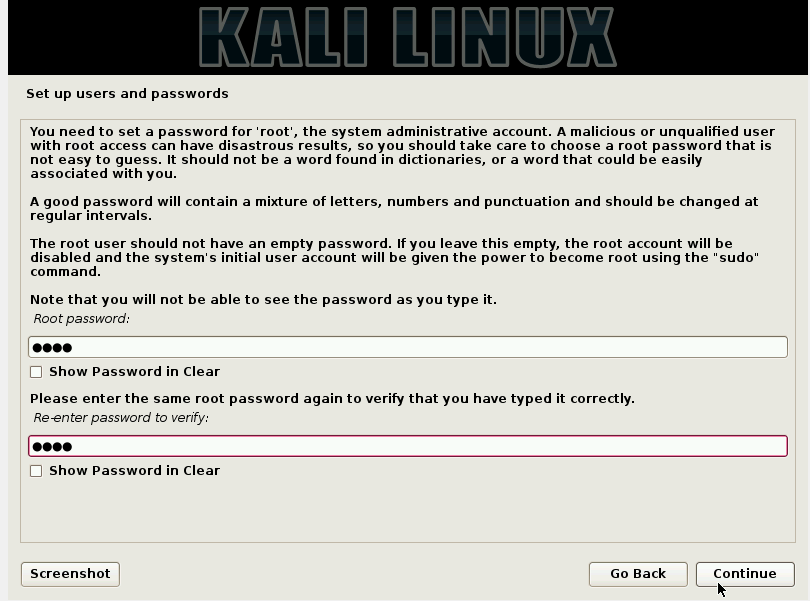 KALI LINUX
Set up users and passwords
You need to set a password for 'root', the system administrative account. A malicious or unqualified user
with root access can have disastrous results, so you should take care to choose a root password that is
not easy to guess. It should not be a word found in dictionaries, or a word that could be easily
associated with you.
A good password will contain a mixture of letters, numbers and punctuation and should be changed at
regular intervals.
The root user should not have an empty password. If you leave this empty, the root account will be
disabled and the system's initial user account will be given the power to become root using the "sudo"
command.
Note that you will not be able to see the password as you type it.
Root password:
●●●●
Show Password in Clear
Please enter the same root password again to verify that you have typed it correctly.
Re-enter password to verify:
●●●●
Show Password in Clear
Screenshot Go Back Continue